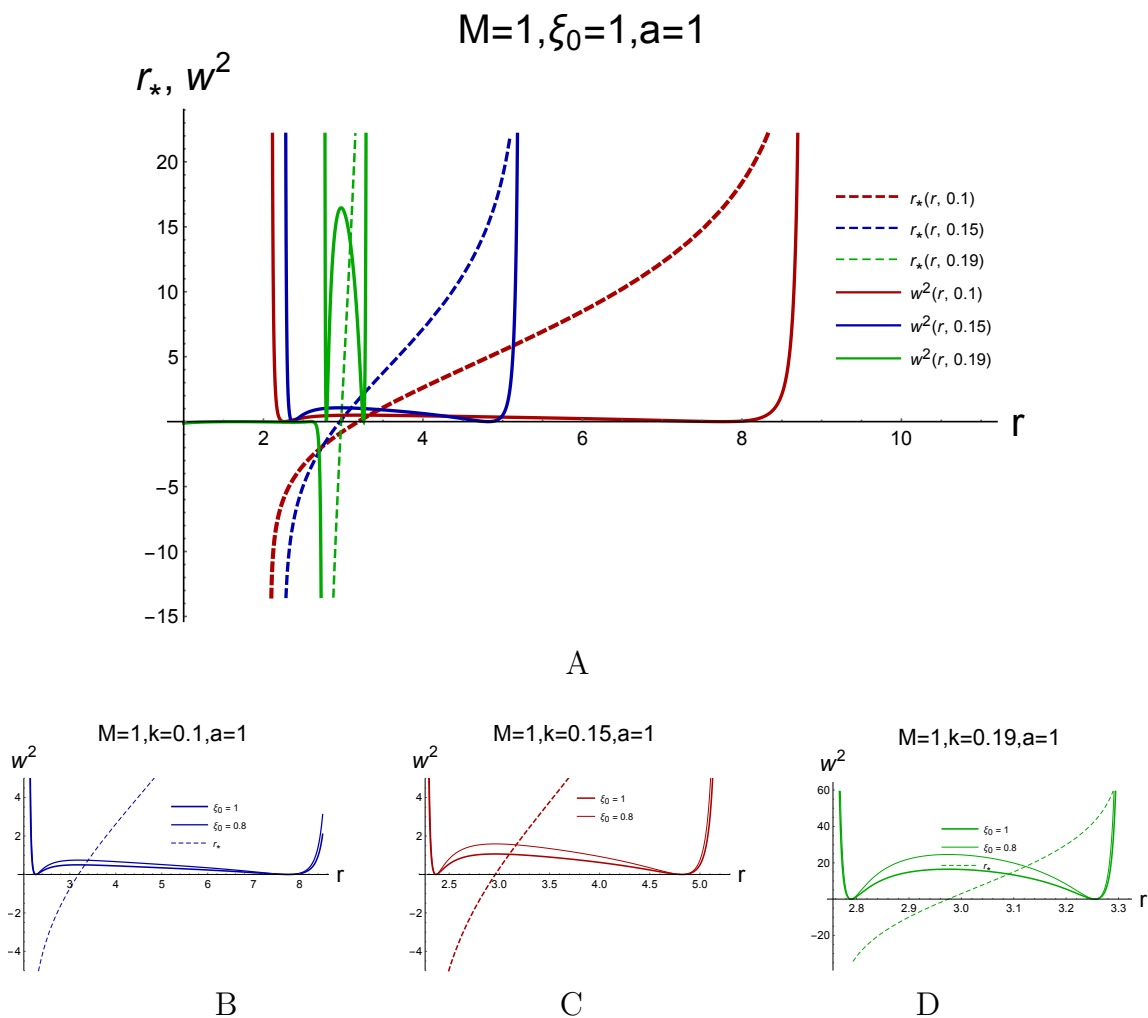 M=1,ξ₀=1,a=1
r⋆, w²
20
15
10
5
−5
−10
−15
2
4
6
8
10
r
r⋆(r, 0.1)
r⋆(r, 0.15)
r⋆(r, 0.19)
w²(r, 0.1)
w²(r, 0.15)
w²(r, 0.19)
A
M=1,k=0.1,a=1
w²
4
2
−2
−4
3
4
5
6
7
8
r
ξ₀ = 1
ξ₀ = 0.8
r⋆
B
M=1,k=0.15,a=1
w²
4
2
−2
−4
2.5
3.0
3.5
4.0
4.5
5.0
r
ξ₀ = 1
ξ₀ = 0.8
C
M=1,k=0.19,a=1
w²
60
40
20
−20
2.8
2.9
3.0
3.1
3.2
3.3
r
ξ₀ = 1
ξ₀ = 0.8
r⋆
D